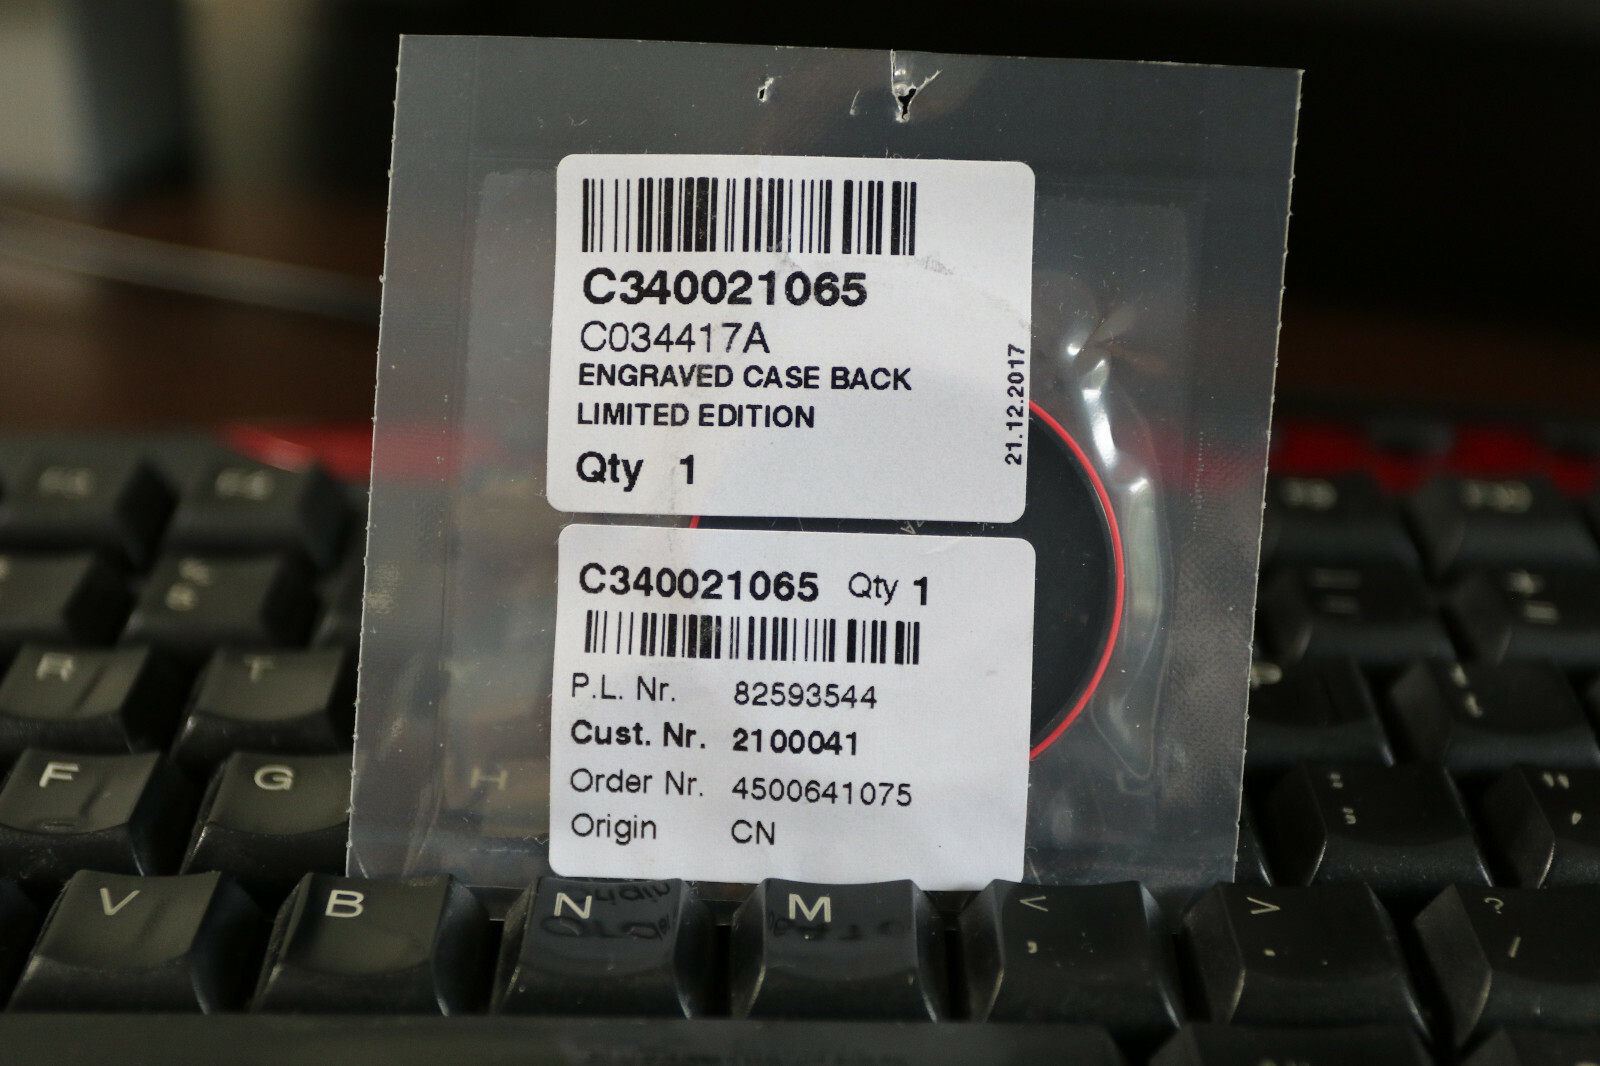 C340021065
C034417A
ENGRAVED CASE BACK
LIMITED EDITION
Qty 1
21.12.2017
C340021065 Qty 1
P.L. Nr. 82593544
Cust. Nr. 2100041
Order Nr. 4500641075
Origin CN
R T
F G H
V B N M < , > . ? /